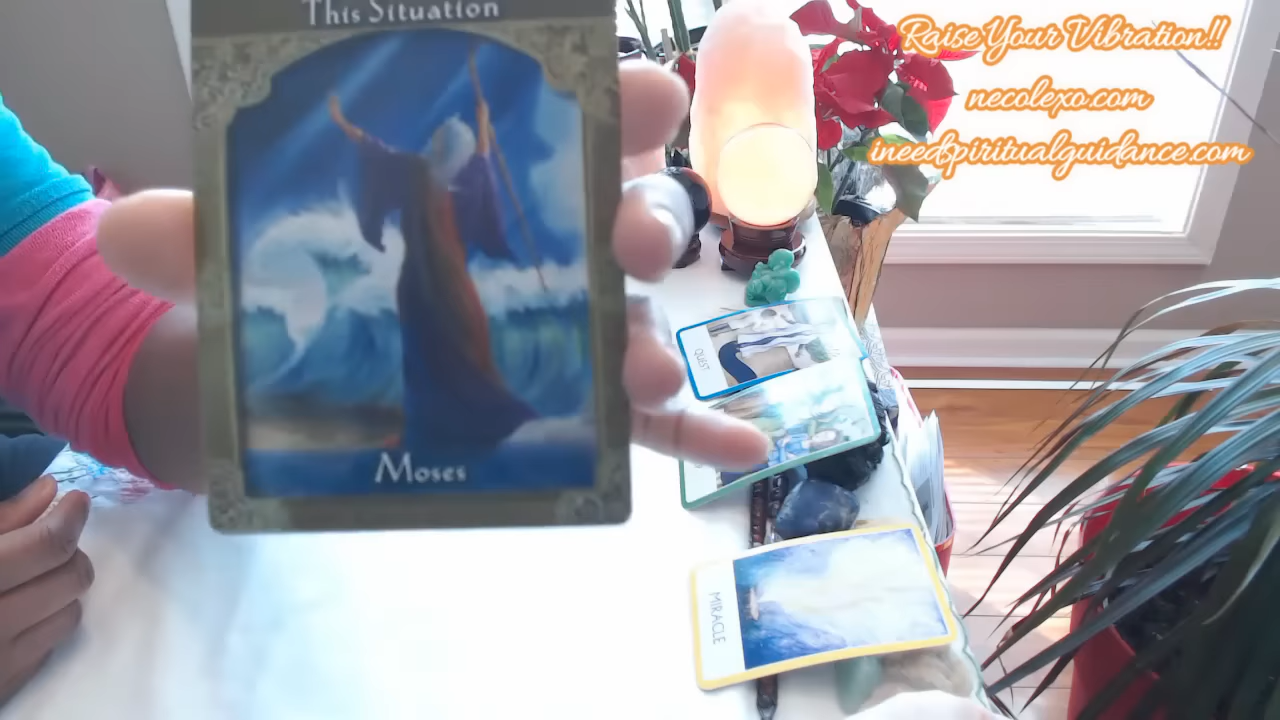 This Situation
Moses
Raise Your Vibration!!
necolexo.com
ineedspiritualguidance.com
QUEST
MIRACLE